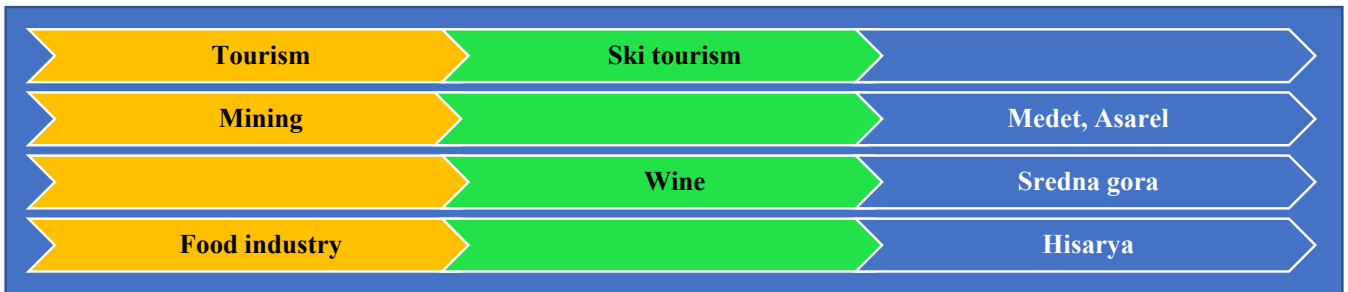 Tourism Ski tourism
Mining Medet, Asarel
Wine Sredna gora
Food industry Hisarya